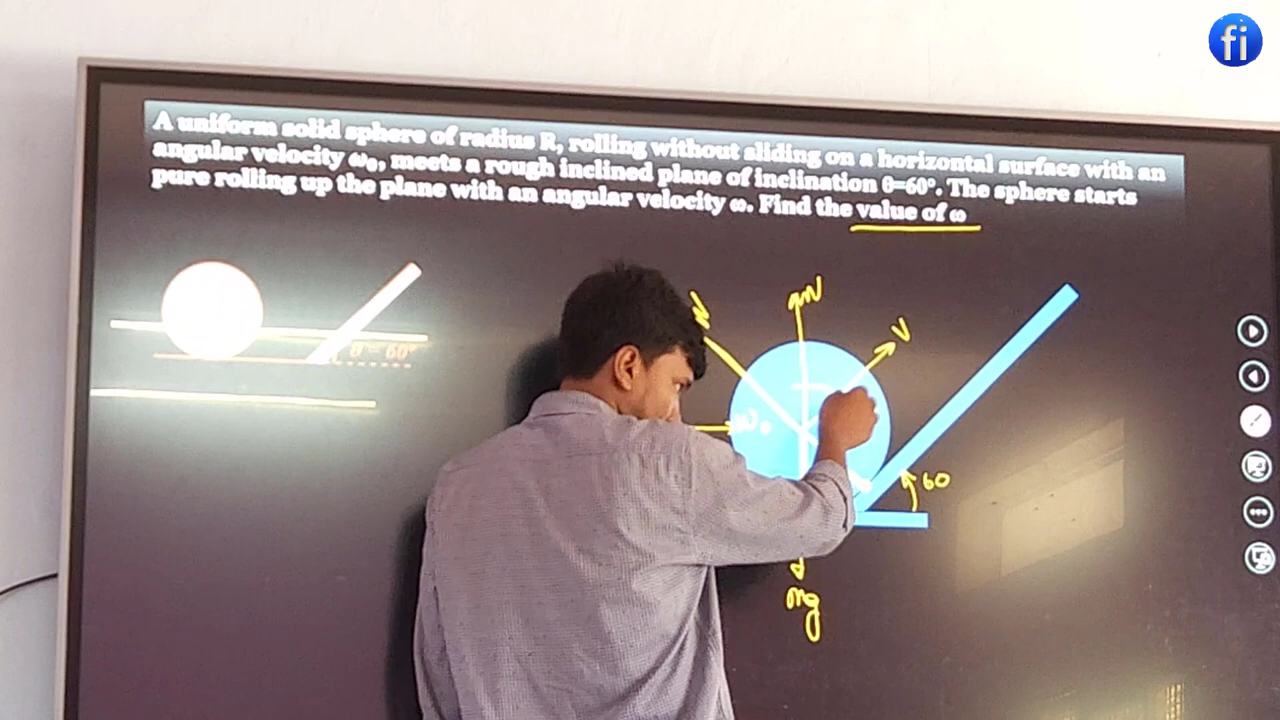 A uniform solid sphere of radius R, rolling without sliding on a horizontal surface with an
angular velocity ω₀, meets a rough inclined plane of inclination θ=60°. The sphere starts
pure rolling up the plane with an angular velocity ω. Find the value of ω
θ = 60°
N
V
ω₀
60
mg
fi